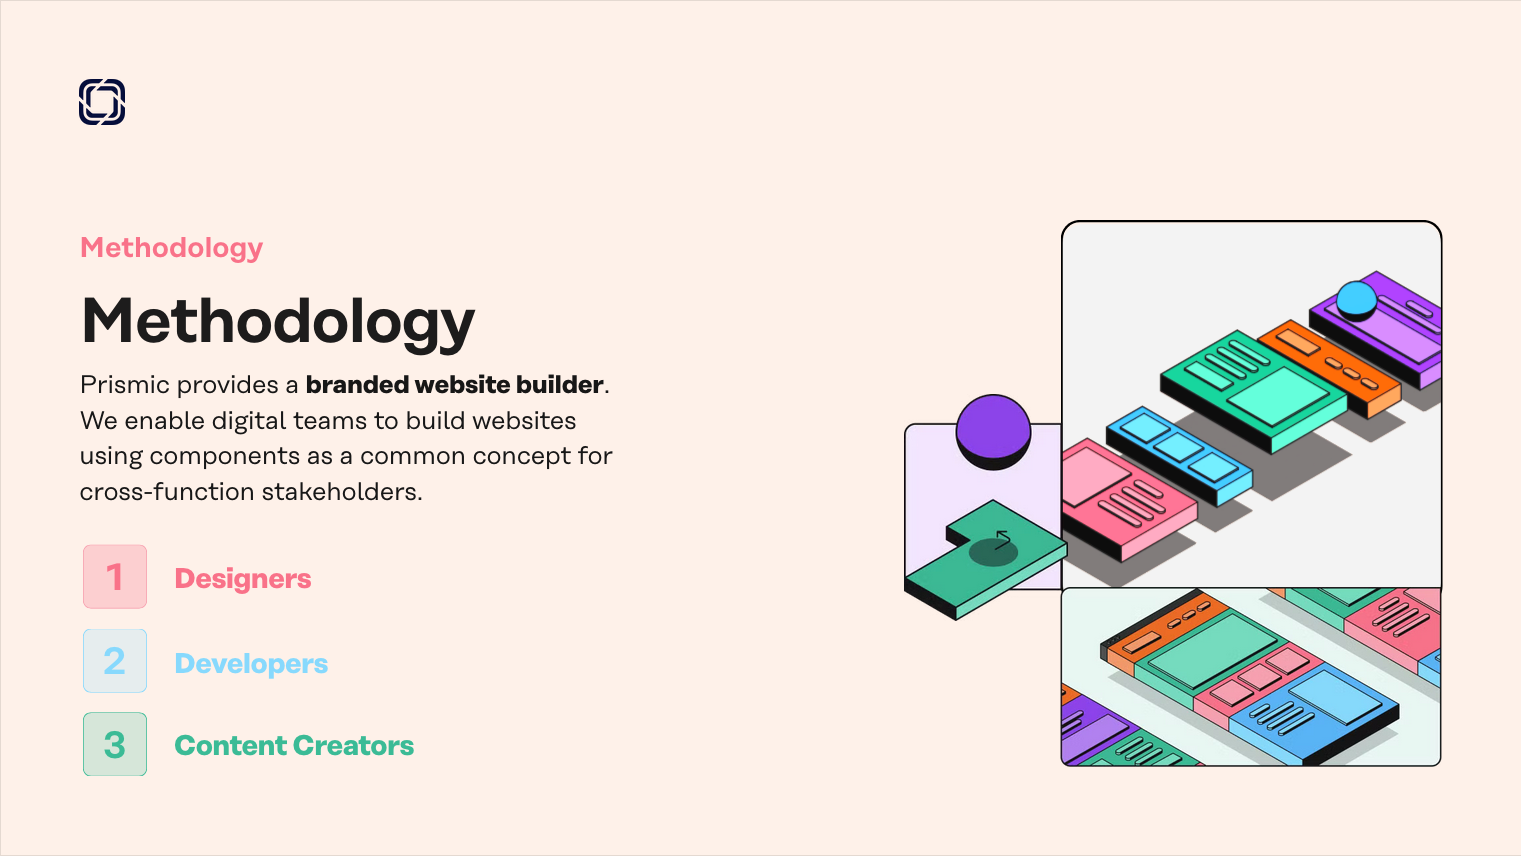 Methodology
Methodology
Prismic provides a branded website builder.
We enable digital teams to build websites
using components as a common concept for
cross-function stakeholders.
1 Designers
2 Developers
3 Content Creators